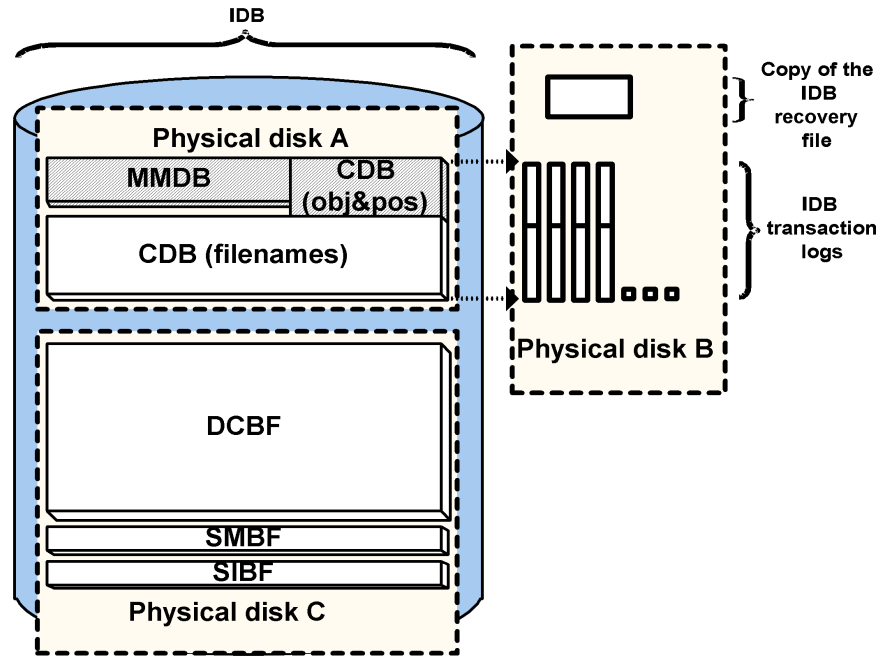 IDB
Physical disk A
MMDB
CDB
(obj&pos)
CDB (filenames)
DCBF
SMBF
SIBF
Physical disk C
Physical disk B
Copy of the
IDB
recovery
file
IDB
transaction
logs